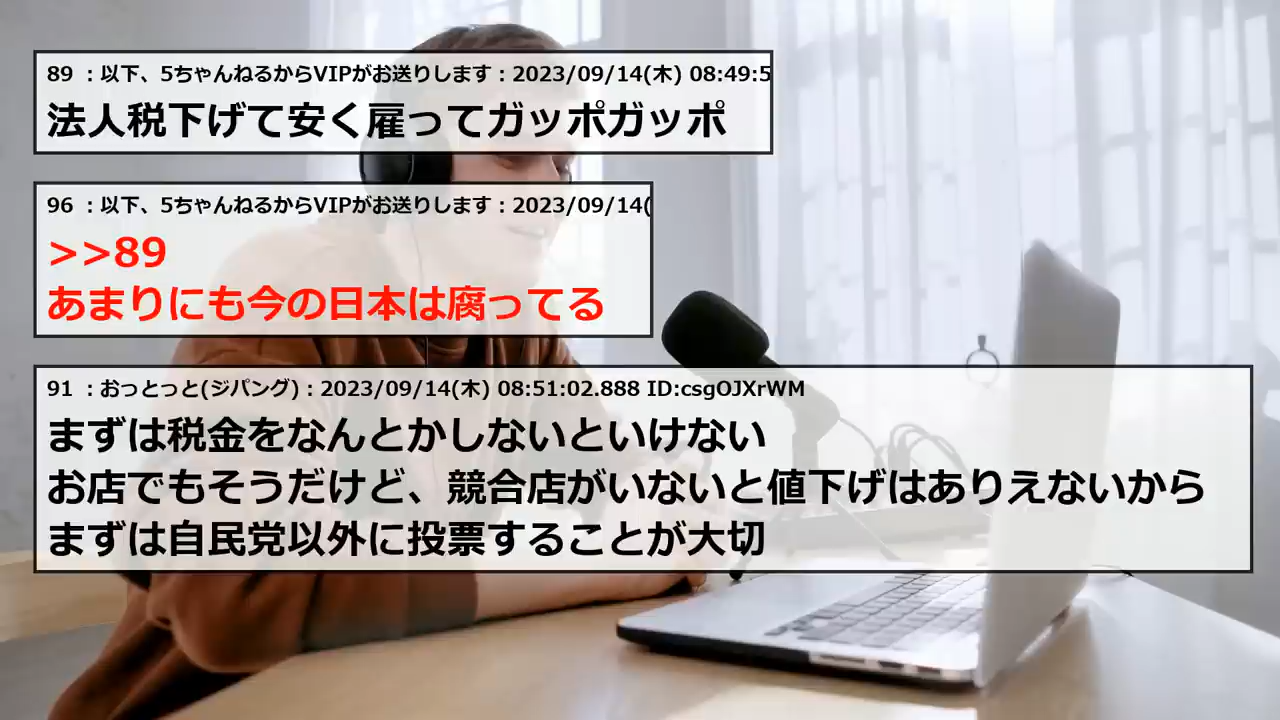 89 ：以下、5ちゃんねるからVIPがお送りします：2023/09/14(木) 08:49:5
法人税下げて安く雇ってガッポガッポ
96 ：以下、5ちゃんねるからVIPがお送りします：2023/09/14(
>>89
あまりにも今の日本は腐ってる
91 ：おっとっと(ジパング)：2023/09/14(木) 08:51:02.888 ID:csgOJXrWM
まずは税金をなんとかしないといけない
お店でもそうだけど、競合店がいないと値下げはありえないから
まずは自民党以外に投票することが大切